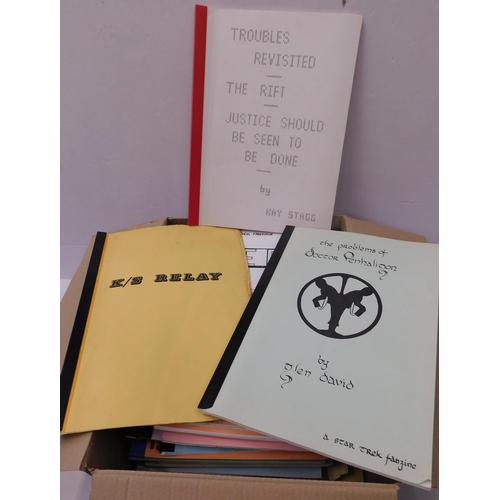 TROUBLES
REVISITED
THE RIFT
JUSTICE SHOULD
BE SEEN TO
BE DONE
by
KAY STAGG
K/S RELAY
the problems of
doctor Penhaligon
by
glen david
a star trek fanzine